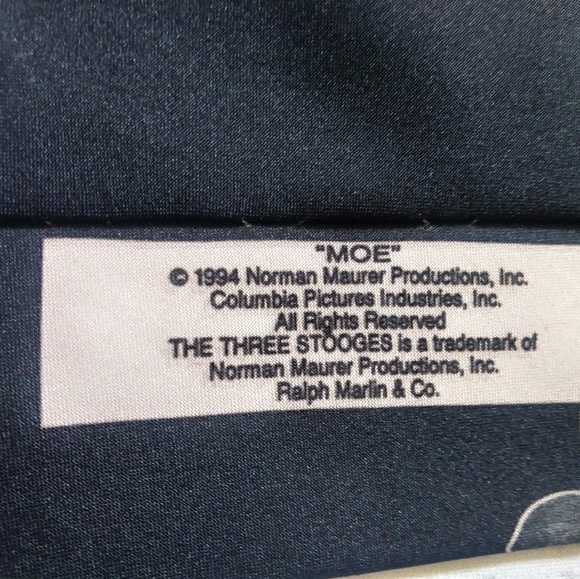 "MOE"
© 1994 Norman Maurer Productions, Inc.
Columbia Pictures Industries, Inc.
All Rights Reserved
THE THREE STOOGES is a trademark of
Norman Maurer Productions, Inc.
Ralph Marlin & Co.